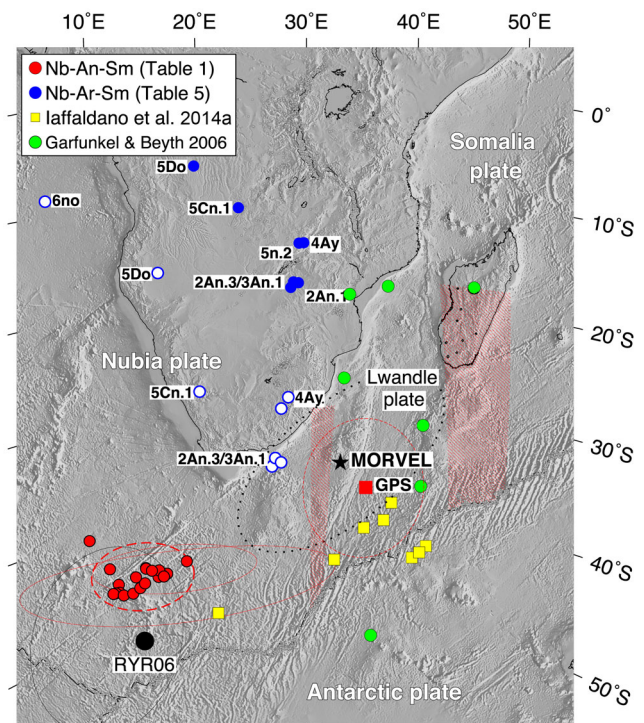 10°E
20°E
30°E
40°E
50°E
Nb-An-Sm (Table 1)
Nb-Ar-Sm (Table 5)
Iaffaldano et al. 2014a
Garfunkel & Beyth 2006
0°
Somalia
plate
5Do
6no
5Cn.1
10°S
5n.2
4Ay
5Do
2An.3/3An.1
2An.1
20°S
Nubia plate
Lwandle
plate
5Cn.1
4Ay
30°S
2An.3/3An.1
MORVEL
GPS
40°S
RYR06
Antarctic plate
50°S